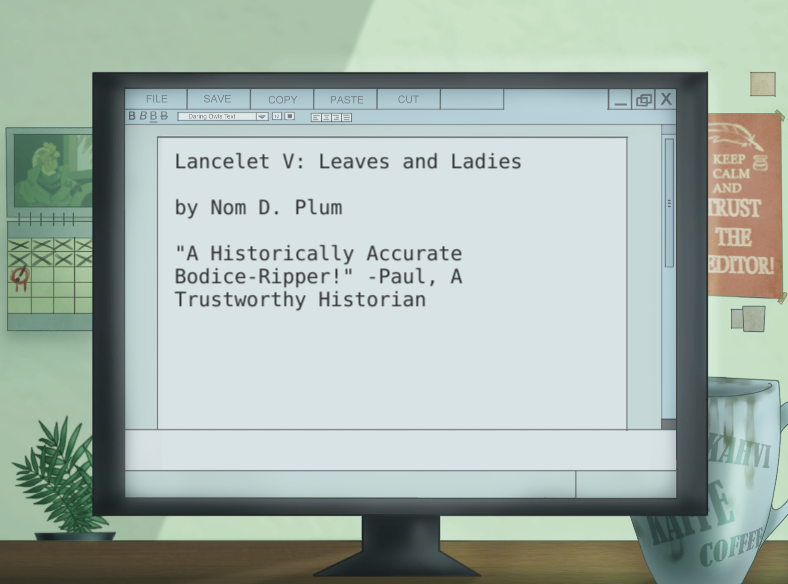 FILE SAVE COPY PASTE CUT
B B B B Daring Owls Text 12
Lancelet V: Leaves and Ladies
by Nom D. Plum
"A Historically Accurate
Bodice-Ripper!" -Paul, A
Trustworthy Historian
KEEP
CALM
AND
TRUST
THE
EDITOR!
KAHVI
KAFFE
COFFEE